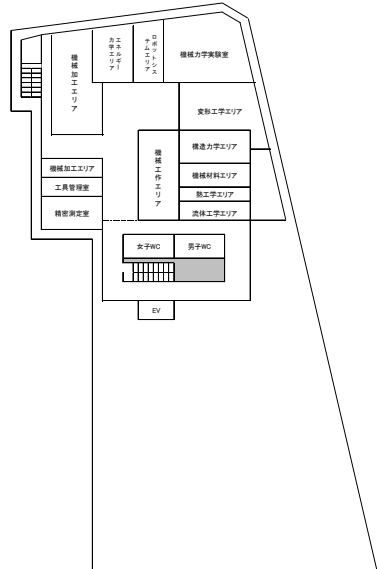 機械加工エリア
エネルギー
力学エリア
ロボットシス
テムエリア
機械力学実験室
変形工学エリア
機械工作エリア
構造力学エリア
機械加工エリア
機械材料エリア
工具管理室
熱工学エリア
精密測定室
流体工学エリア
女子WC
男子WC
EV